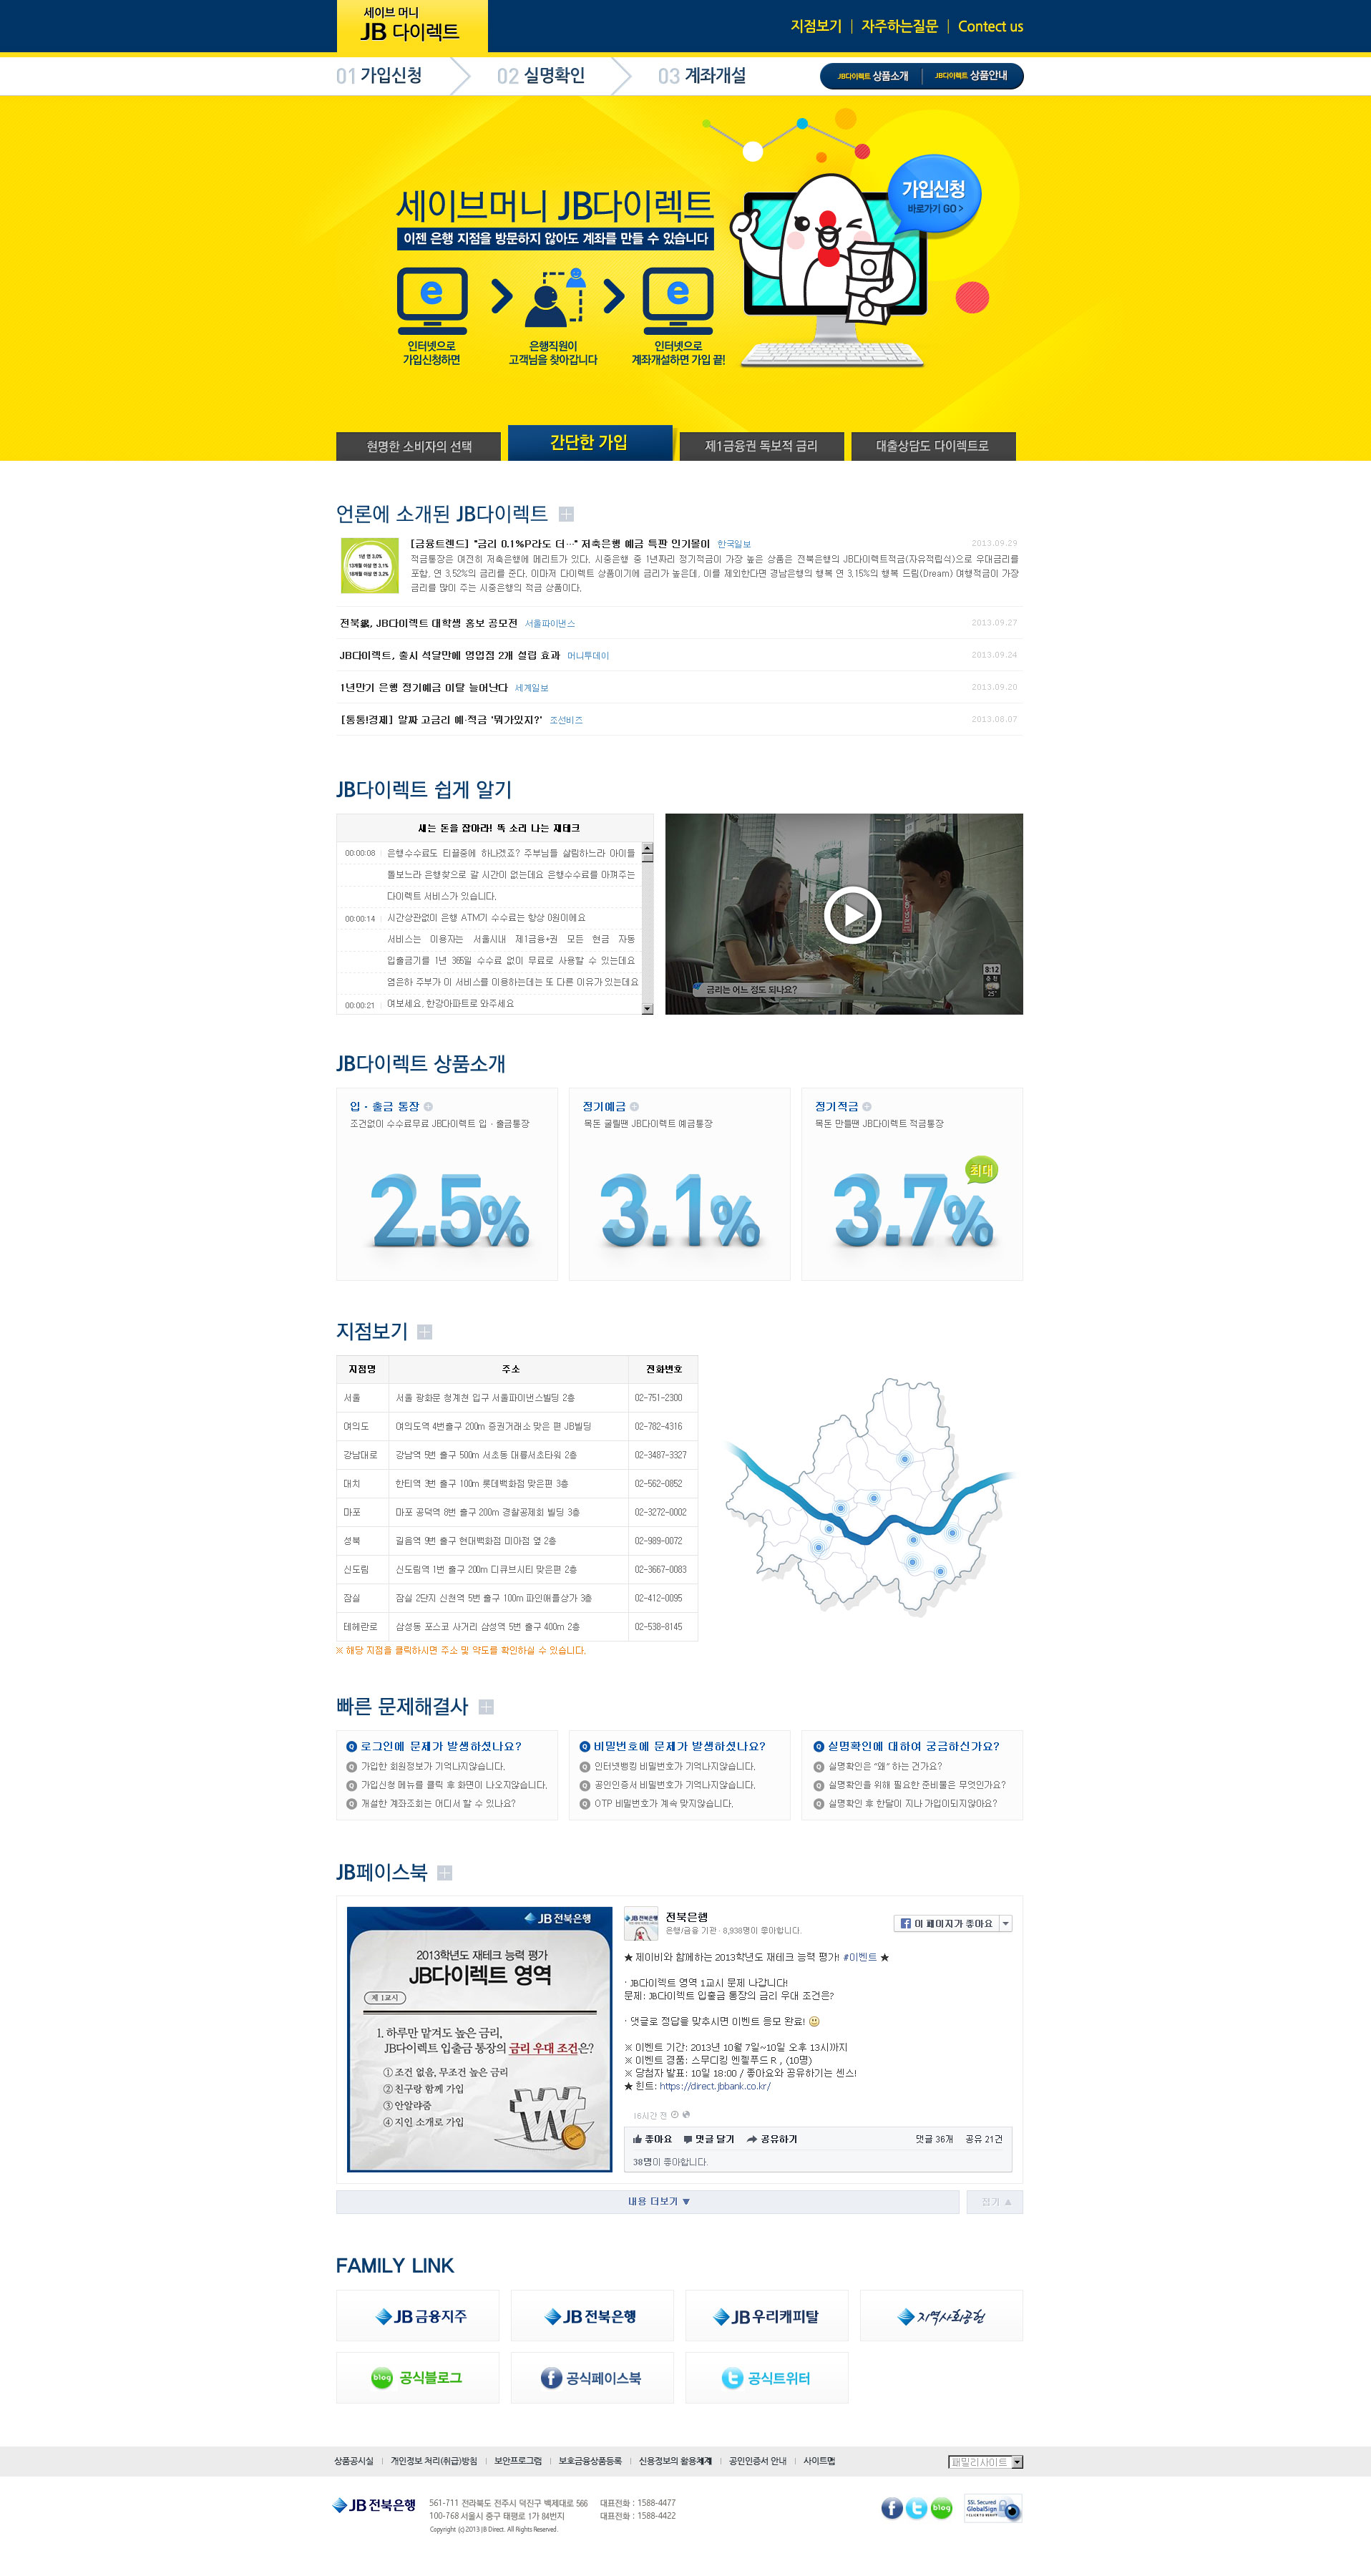 세이브 머니
JB 다이렉트
지점보기 | 자주하는질문 | Contect us
01 가입신청
02 실명확인
03 계좌개설
JB다이렉트 상품소개
JB다이렉트 상품안내
가입신청
바로가기 GO >
세이브머니 JB다이렉트
이젠 은행 지점을 방문하지 않아도 계좌를 만들 수 있습니다
인터넷으로
가입신청하면
은행직원이
고객님을 찾아갑니다
인터넷으로
계좌개설하면 가입 끝!
현명한 소비자의 선택
간단한 가입
제1금융권 독보적 금리
대출상담도 다이렉트로
언론에 소개된 JB다이렉트
1년 연 3.0%
13개월 이상 연 3.1%
18개월 이상 연 3.2%
[금융트렌드] "금리 0.1%P라도 더…" 저축은행 예금 특판 인기몰이 한국일보 2013.09.29
적금통장은 여전히 저축은행에 메리트가 있다. 시중은행 중 1년짜리 정기적금이 가장 높은 상품은 전북은행의 JB다이렉트적금(자유적립식)으로 우대금리를
포함, 연 3.52%의 금리를 준다. 이마저 다이렉트 상품이기에 금리가 높은데, 이를 제외한다면 경남은행의 행복 연 3.15%의 행복 드림(Dream) 여행적금이 가장
금리를 많이 주는 시중은행의 적금 상품이다.
전북銀, JB다이렉트 대학생 홍보 공모전 서울파이낸스 2013.09.27
JB다이렉트, 출시 석달만에 영업점 2개 설립 효과 머니투데이 2013.09.24
1년만기 은행 정기예금 이달 늘어난다 세계일보 2013.09.20
[통통!경제] 알짜 고금리 예·적금 '뭐가있지?' 조선비즈 2013.08.07
JB다이렉트 쉽게 알기
새는 돈을 잡아라! 똑 소리 나는 재테크
00:00:08 은행수수료도 티끌중에 하나겠죠? 주부님들 살림하느라 아이들
돌보느라 은행찾으로 갈 시간이 없는데요 은행수수료를 아껴주는
다이렉트 서비스가 있습니다.
00:00:14 시간상관없이 은행 ATM기 수수료는 항상 0원이에요
서비스는 이용자는 서울시내 제1금융+권 모든 현금 자동
입출금기를 1년 365일 수수료 없이 무료로 사용할 수 있는데요
염은하 주부가 이 서비스를 이용하는데는 또 다른 이유가 있는데요
00:00:21 여보세요, 한강아파트로 와주세요
금리는 어느 정도 되나요?
8:12
춘천
25°
JB다이렉트 상품소개
입 · 출금 통장
조건없이 수수료무료 JB다이렉트 입 · 출금통장
2.5%
정기예금
목돈 굴릴땐 JB다이렉트 예금통장
3.1%
정기적금
목돈 만들땐 JB다이렉트 적금통장
최대
3.7%
지점보기
지점명 주소 전화번호
서울 서울 광화문 청계천 입구 서울파이낸스빌딩 2층 02-751-2300
여의도 여의도역 4번출구 200m 증권거래소 맞은 편 JB빌딩 02-782-4316
강남대로 강남역 5번 출구 500m 서초동 대륭서초타워 2층 02-3487-3327
대치 한티역 3번 출구 100m 롯데백화점 맞은편 3층 02-562-0852
마포 마포 공덕역 8번 출구 200m 경찰공제회 빌딩 3층 02-3272-0002
성북 길음역 9번 출구 현대백화점 미아점 옆 2층 02-989-0072
신도림 신도림역 1번 출구 200m 디큐브시티 맞은편 2층 02-3667-0083
잠실 잠실 2단지 신천역 5번 출구 100m 파인애플상가 3층 02-412-0095
테헤란로 삼성동 포스코 사거리 삼성역 5번 출구 400m 2층 02-538-8145
※ 해당 지점을 클릭하시면 주소 및 약도를 확인하실 수 있습니다.
빠른 문제해결사
Q 로그인에 문제가 발생하셨나요?
Q 가입한 회원정보가 기억나지않습니다.
Q 가입신청 메뉴를 클릭 후 화면이 나오지않습니다.
Q 개설한 계좌조회는 어디서 할 수 있나요?
Q 비밀번호에 문제가 발생하셨나요?
Q 인터넷뱅킹 비밀번호가 기억나지않습니다.
Q 공인인증서 비밀번호가 기억나지않습니다.
Q OTP 비밀번호가 계속 맞지않습니다.
Q 실명확인에 대하여 궁금하신가요?
Q 실명확인은 "왜" 하는 건가요?
Q 실명확인을 위해 필요한 준비물은 무엇인가요?
Q 실명확인 후 한달이 지나 가입이되지않아요?
JB페이스북
JB 전북은행
2013학년도 재테크 능력 평가
JB다이렉트 영역
제 1교시
1. 하루만 맡겨도 높은 금리,
JB다이렉트 입출금 통장의 금리 우대 조건은?
① 조건 없음, 무조건 높은 금리
② 친구랑 함께 가입
③ 안알랴줌
④ 지인 소개로 가입
JB 전북은행
전북은행
은행/금융 기관 · 8,938명이 좋아합니다.
이 페이지가 좋아요
★ 제이비와 함께하는 2013학년도 재테크 능력 평가! #이벤트 ★
· JB다이렉트 영역 1교시 문제 나갑니다!
문제: JB다이렉트 입출금 통장의 금리 우대 조건은?
· 댓글로 정답을 맞추시면 이벤트 응모 완료!
※ 이벤트 기간: 2013년 10월 7일~10일 오후 13시까지
※ 이벤트 경품: 스무디킹 엔젤푸드 R , (10명)
※ 당첨자 발표: 10일 18:00 / 좋아요와 공유하기는 센스!
★ 힌트: https://direct.jbbank.co.kr/
16시간 전
좋아요 댓글 달기 공유하기 댓글 36개 공유 21건
38명이 좋아합니다.
내용 더보기 ▼
접기 ▲
FAMILY LINK
JB 금융지주
JB 전북은행
JB 우리캐피탈
지역사회공헌
blog 공식블로그
공식페이스북
공식트위터
상품공시실 | 개인정보 처리(취급)방침 | 보안프로그램 | 보호금융상품등록 | 신용정보의 활용체계 | 공인인증서 안내 | 사이트맵
패밀리사이트
JB 전북은행
561-711 전라북도 전주시 덕진구 백제대로 566 대표전화 : 1588-4477
100-768 서울시 중구 태평로 1가 84번지 대표전화 : 1588-4422
Copyright (c) 2013 JB Direct. All Rights Reserved.
blog
SSL Secured
GlobalSign